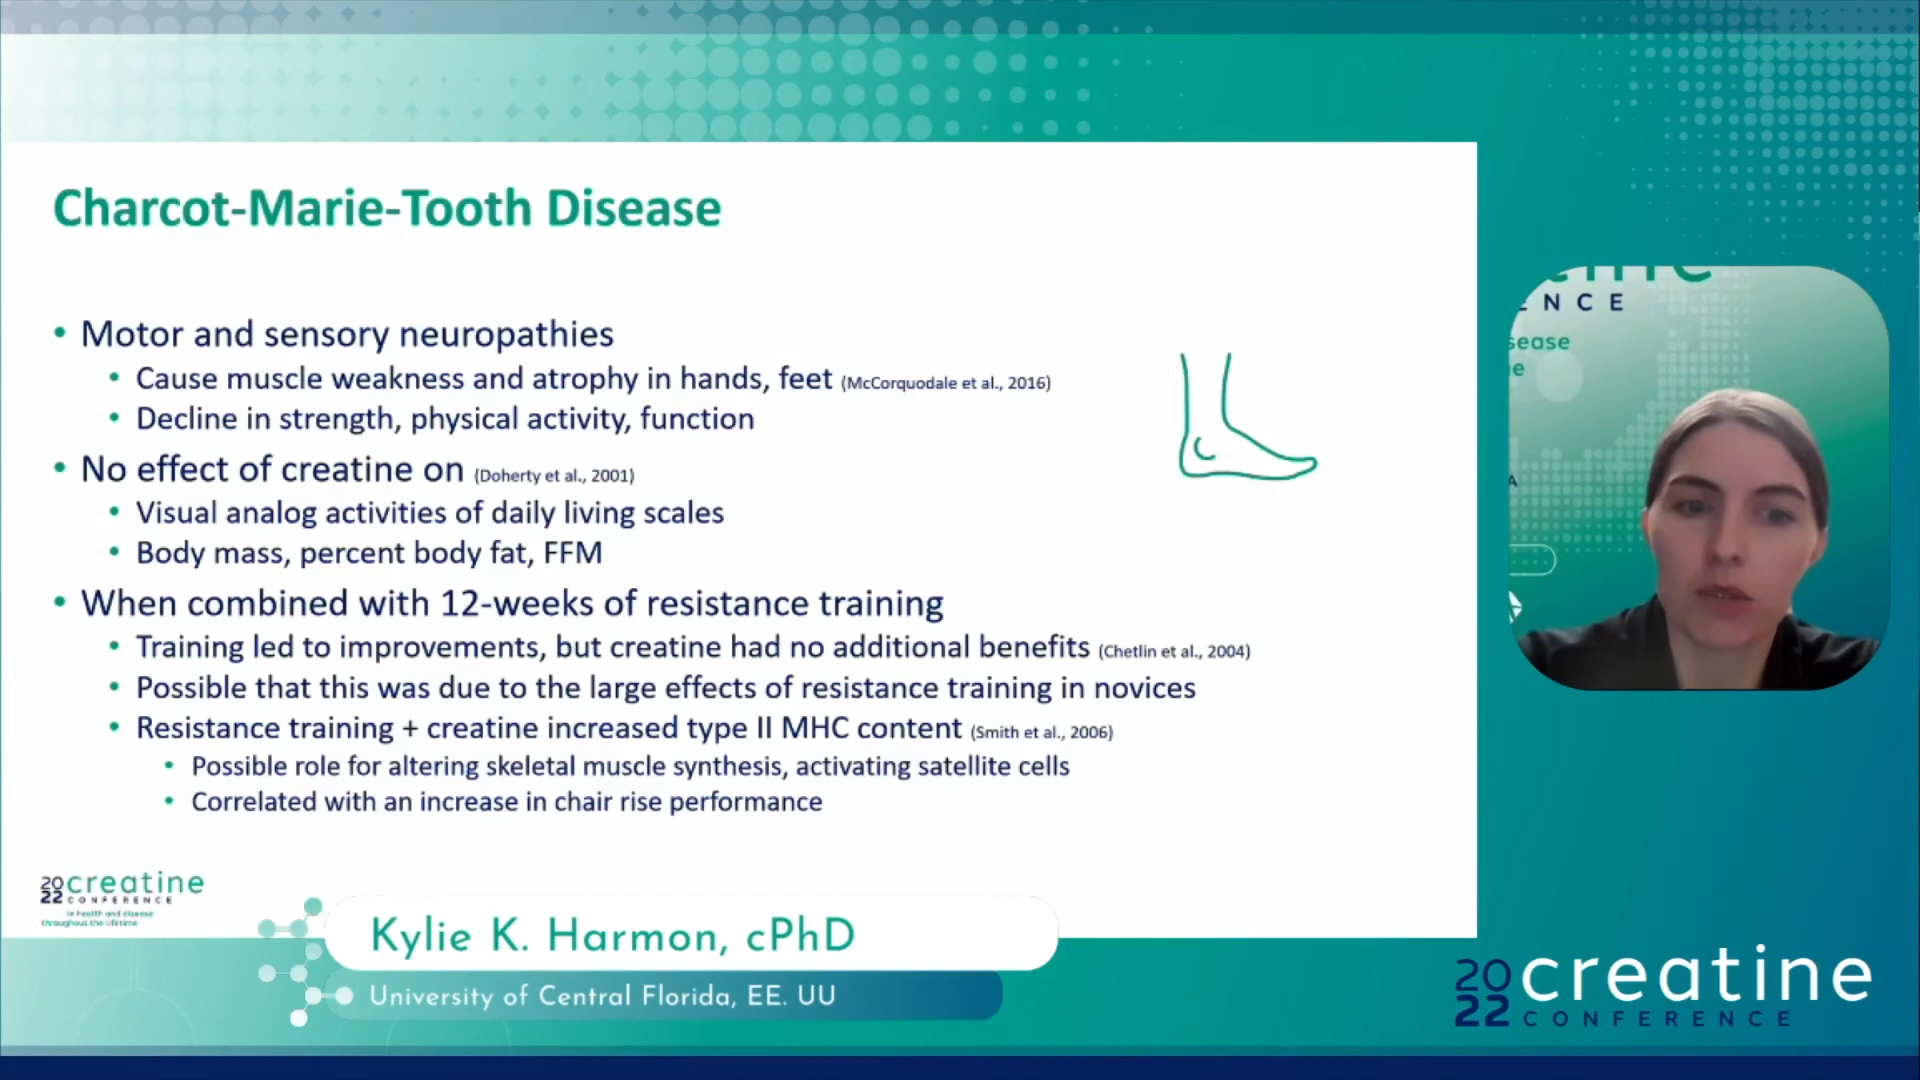 Charcot-Marie-Tooth Disease
• Motor and sensory neuropathies
• Cause muscle weakness and atrophy in hands, feet (McCorquodale et al., 2016)
• Decline in strength, physical activity, function
• No effect of creatine on (Doherty et al., 2001)
• Visual analog activities of daily living scales
• Body mass, percent body fat, FFM
• When combined with 12-weeks of resistance training
• Training led to improvements, but creatine had no additional benefits (Chetlin et al., 2004)
• Possible that this was due to the large effects of resistance training in novices
• Resistance training + creatine increased type II MHC content (Smith et al., 2006)
• Possible role for altering skeletal muscle synthesis, activating satellite cells
• Correlated with an increase in chair rise performance
2022 creatine
CONFERENCE
In health and disease
throughout the lifetime
Kylie K. Harmon, cPhD
University of Central Florida, EE. UU
ENCE
sease
e
A
2022 creatine
CONFERENCE